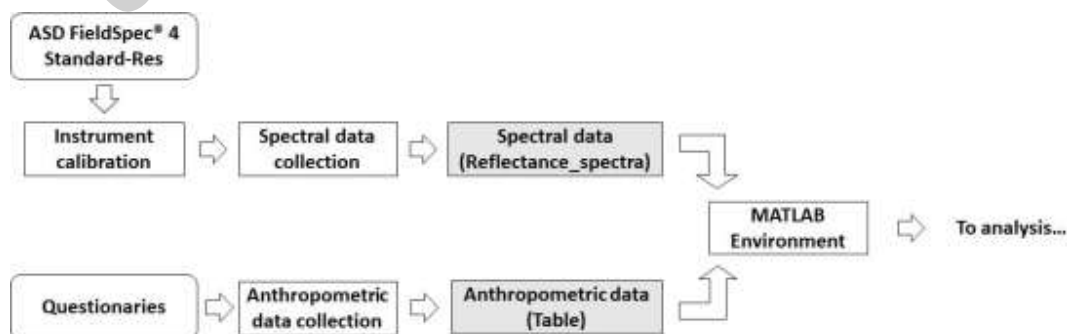 ASD FieldSpec® 4
Standard-Res
Instrument
calibration
Spectral data
collection
Spectral data
(Reflectance_spectra)
MATLAB
Environment
To analysis...
Questionaries
Anthropometric
data collection
Anthropometric data
(Table)